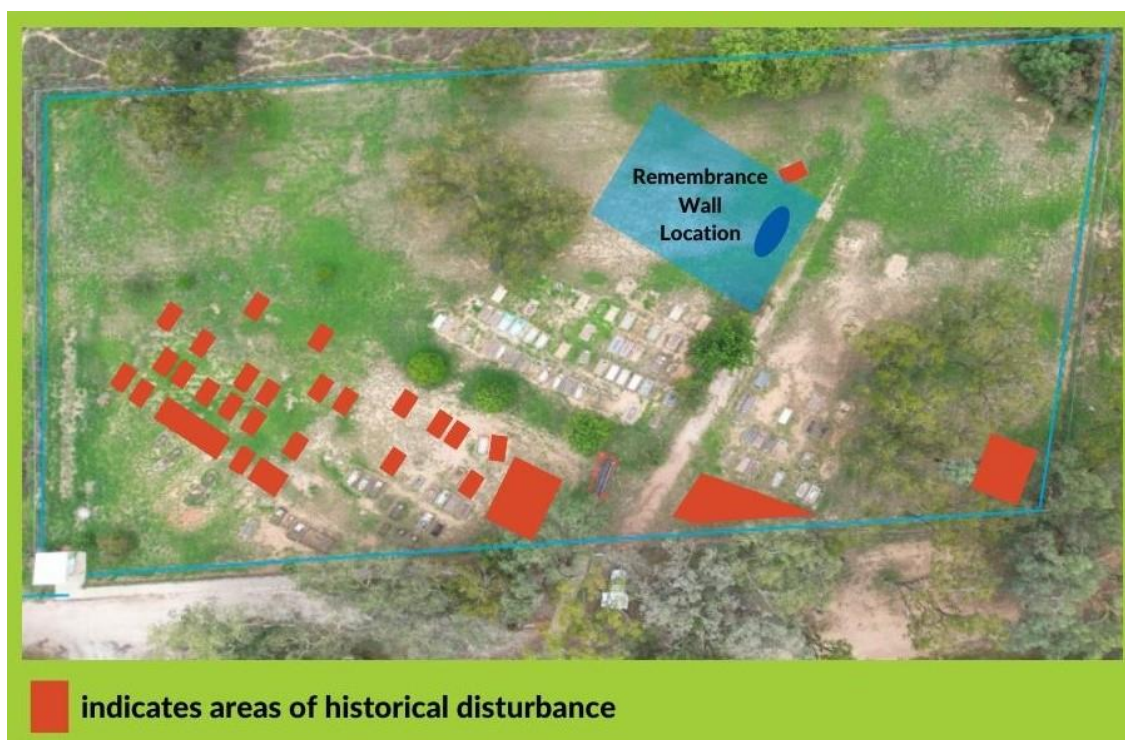 Remembrance
Wall
Location
indicates areas of historical disturbance